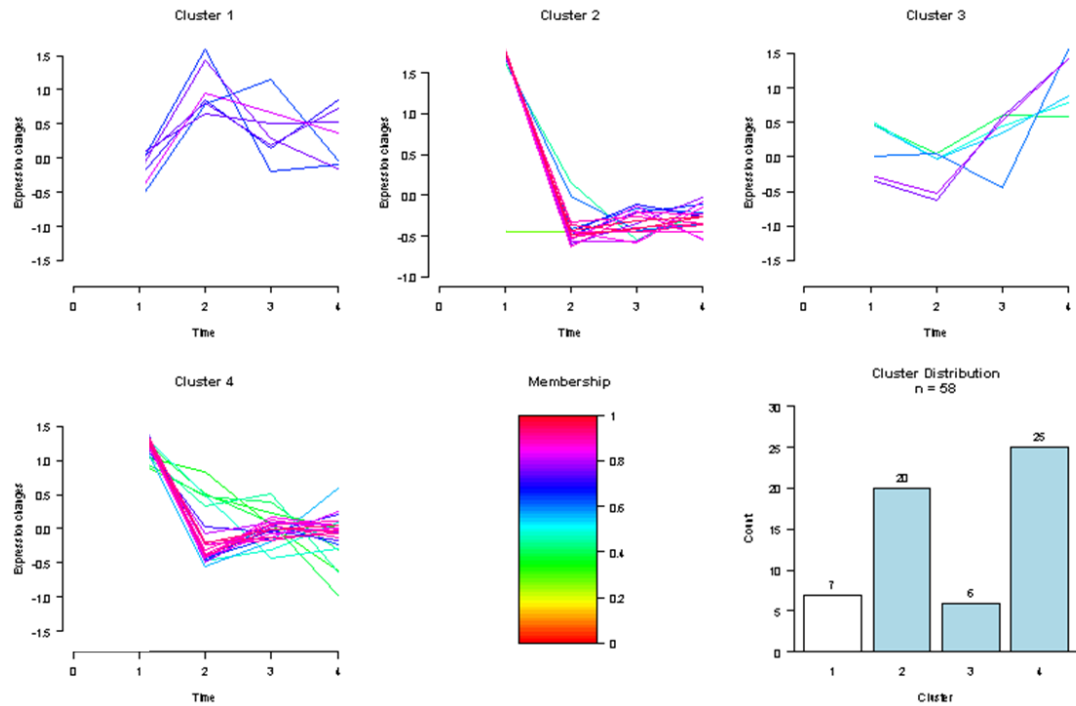 Cluster 1
Cluster 2
Cluster 3
1.5
1.0
0.5
0.0
-0.5
-1.0
-1.5
Expression changes
0 1 2 3 4
Time
1.5
1.0
0.5
0.0
-0.5
-1.0
Expression changes
0 1 2 3 4
Time
1.5
1.0
0.5
0.0
-0.5
-1.0
-1.5
Expression changes
0 1 2 3 4
Time
Cluster 4
1.5
1.0
0.5
0.0
-0.5
-1.0
-1.5
Expression changes
0 1 2 3 4
Time
Membership
1
0.8
0.6
0.4
0.2
0
Cluster Distribution
n = 58
30
25
20
15
10
5
0
Count
7
20
6
25
1 2 3 4
Cluster